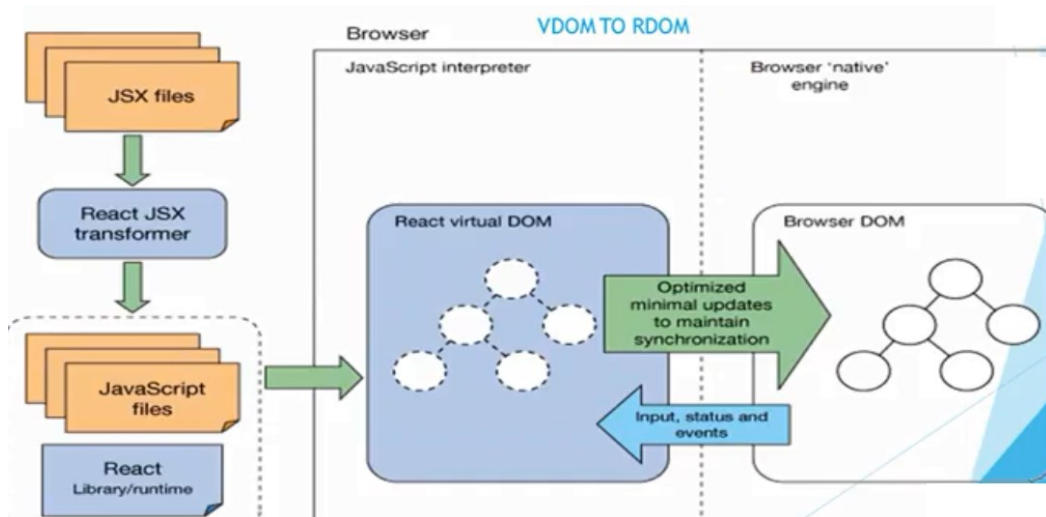 VDOM TO RDOM
Browser
JSX files
JavaScript interpreter
Browser 'native'
engine
React JSX
transformer
React virtual DOM
Browser DOM
Optimized
minimal updates
to maintain
synchronization
JavaScript
files
Input, status and
events
React
Library/runtime